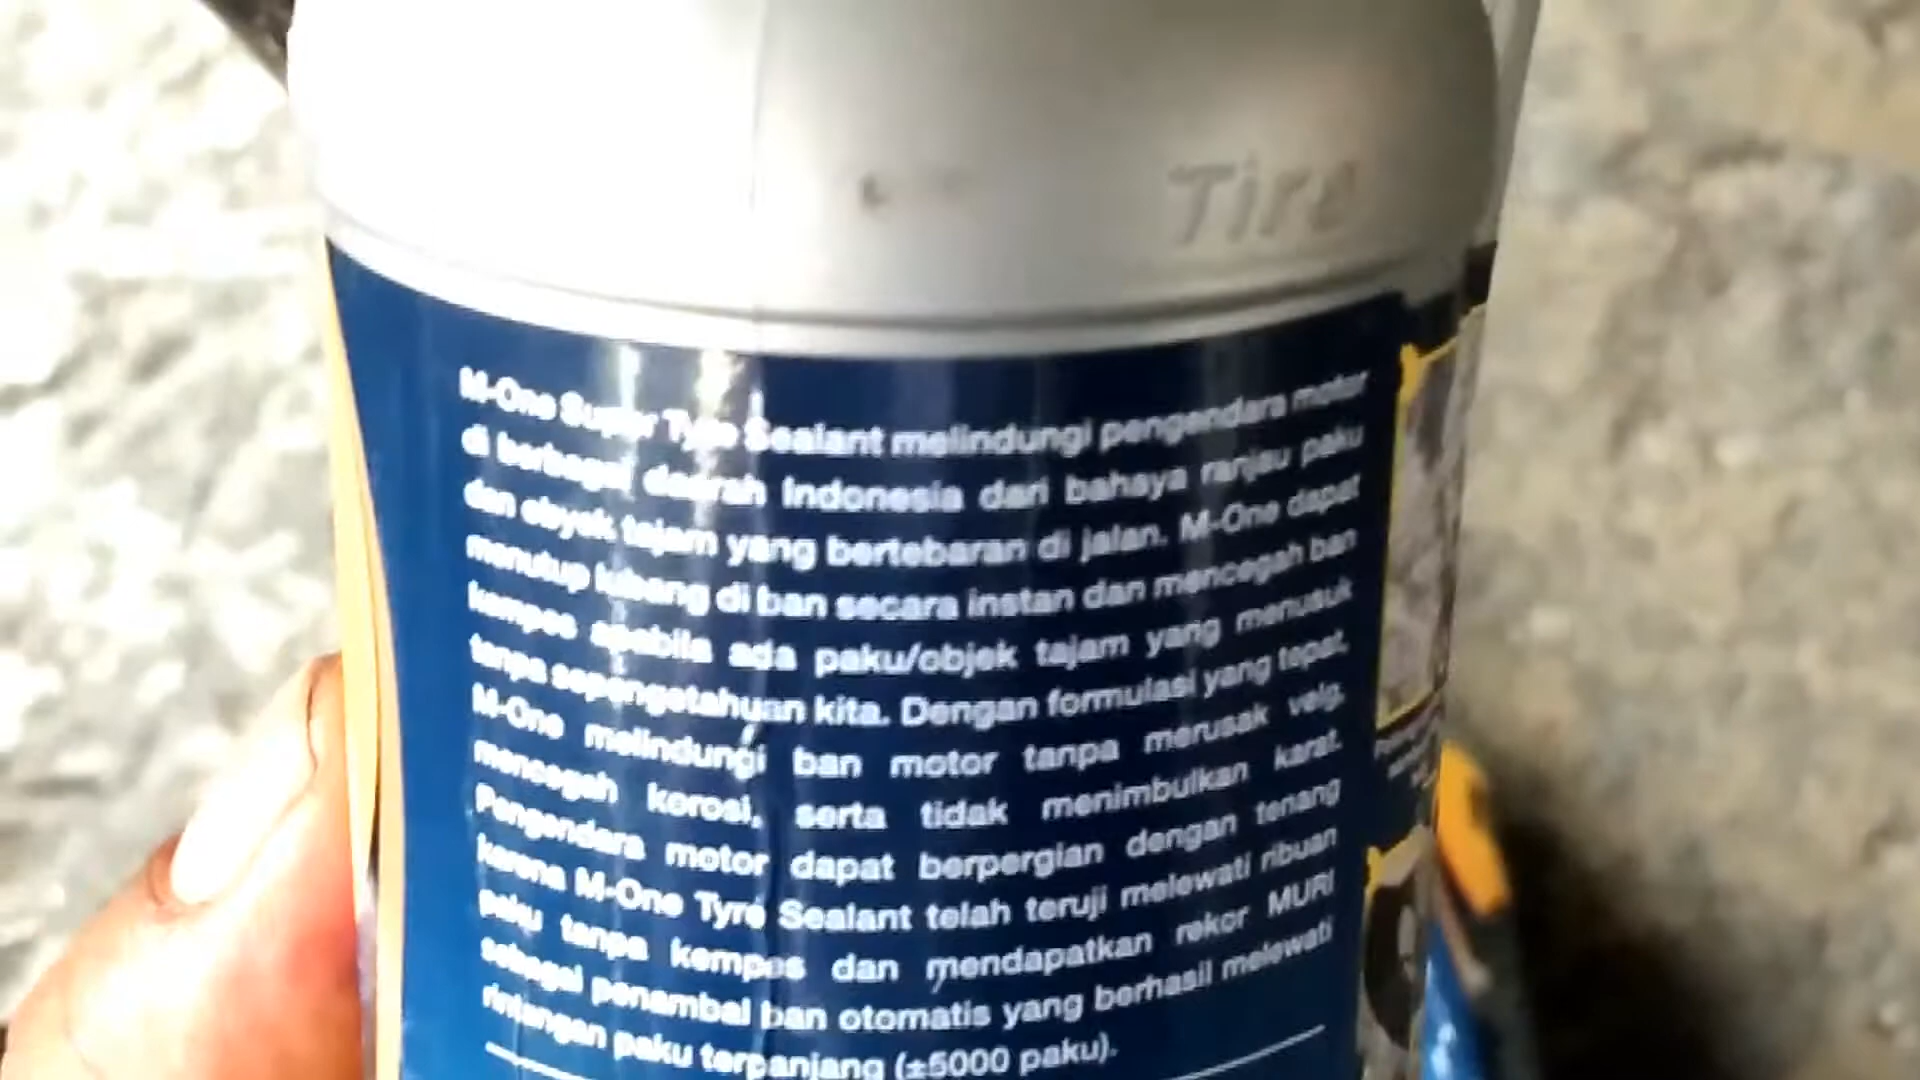 Tire
M-One Super Tyre Sealant melindungi pengendara motor
di berbagai daerah Indonesia dari bahaya ranjau paku
dan obyek tajam yang bertebaran di jalan. M-One dapat
menutup lubang di ban secara instan dan mencegah ban
kempes apabila ada paku/objek tajam yang menusuk
tanpa sepengetahuan kita. Dengan formulasi yang tepat,
M-One melindungi ban motor tanpa merusak velg,
mencegah korosi, serta tidak menimbulkan karat.
Pengendara motor dapat berpergian dengan tenang
karena M-One Tyre Sealant telah teruji melewati ribuan
paku tanpa kempes dan mendapatkan rekor MURI
sebagai penambal ban otomatis yang berhasil melewati
rintangan paku terpanjang (±5000 paku).